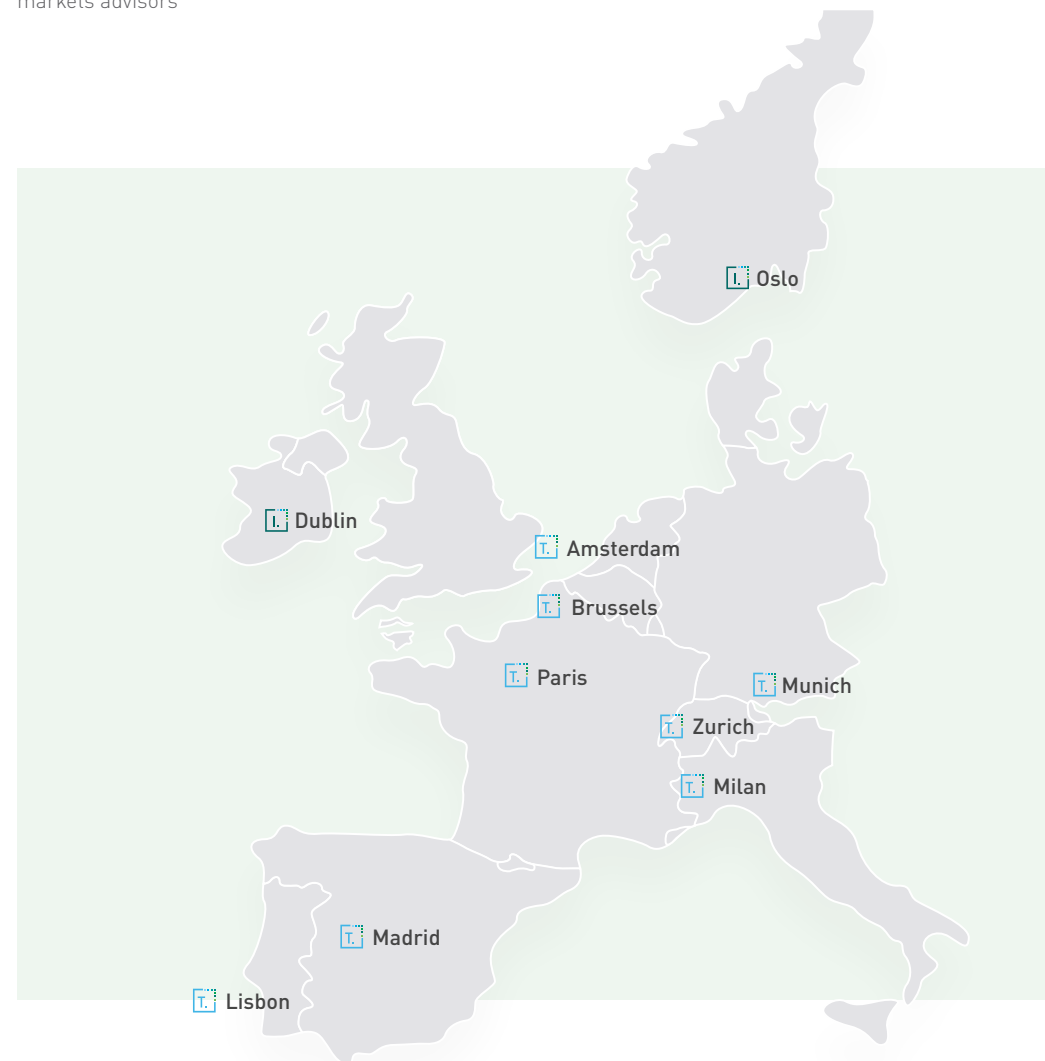 markets advisors
I. Oslo
I. Dublin
T. Amsterdam
T. Brussels
T. Paris
T. Munich
T. Zurich
T. Milan
T. Madrid
T. Lisbon